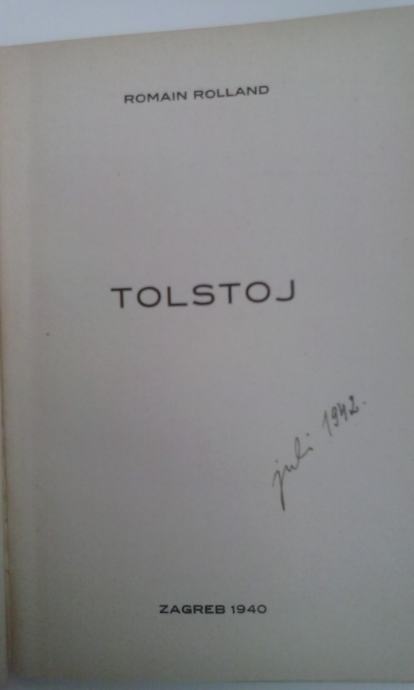 ROMAIN ROLLAND
TOLSTOJ
juli 1942.
ZAGREB 1940